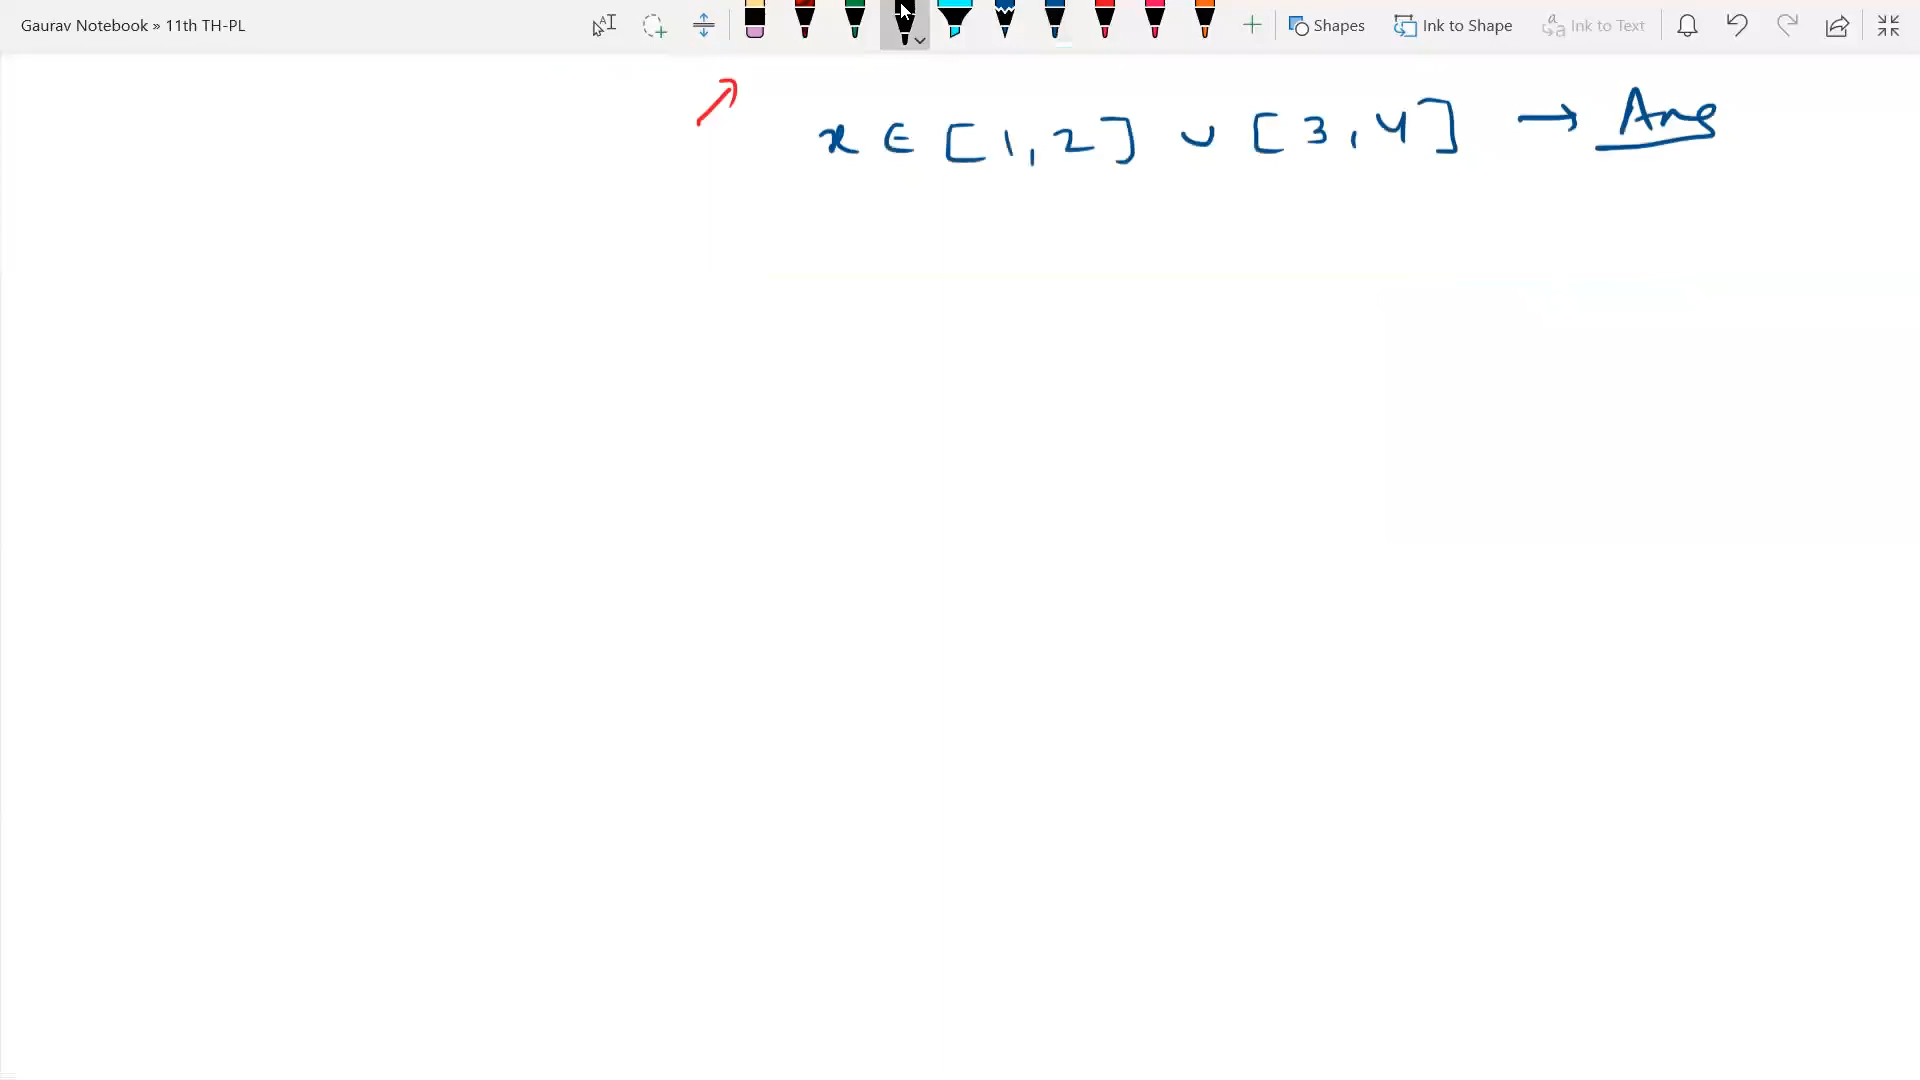 Gaurav Notebook » 11th TH-PL
Shapes
Ink to Shape
Ink to Text
x ∈ [1, 2] ∪ [3, 4] → Ans